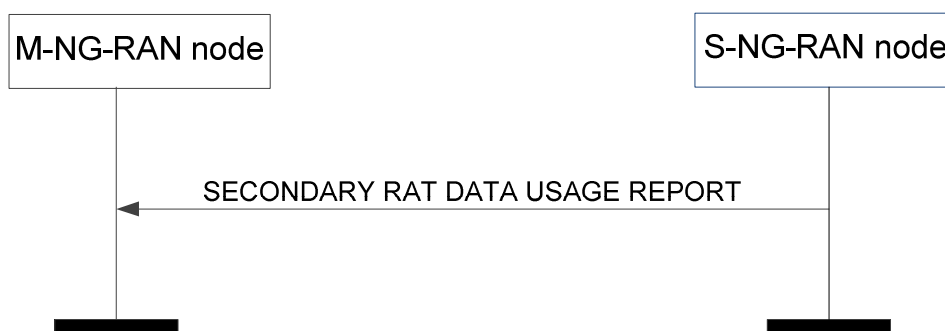 M-NG-RAN node
S-NG-RAN node
SECONDARY RAT DATA USAGE REPORT